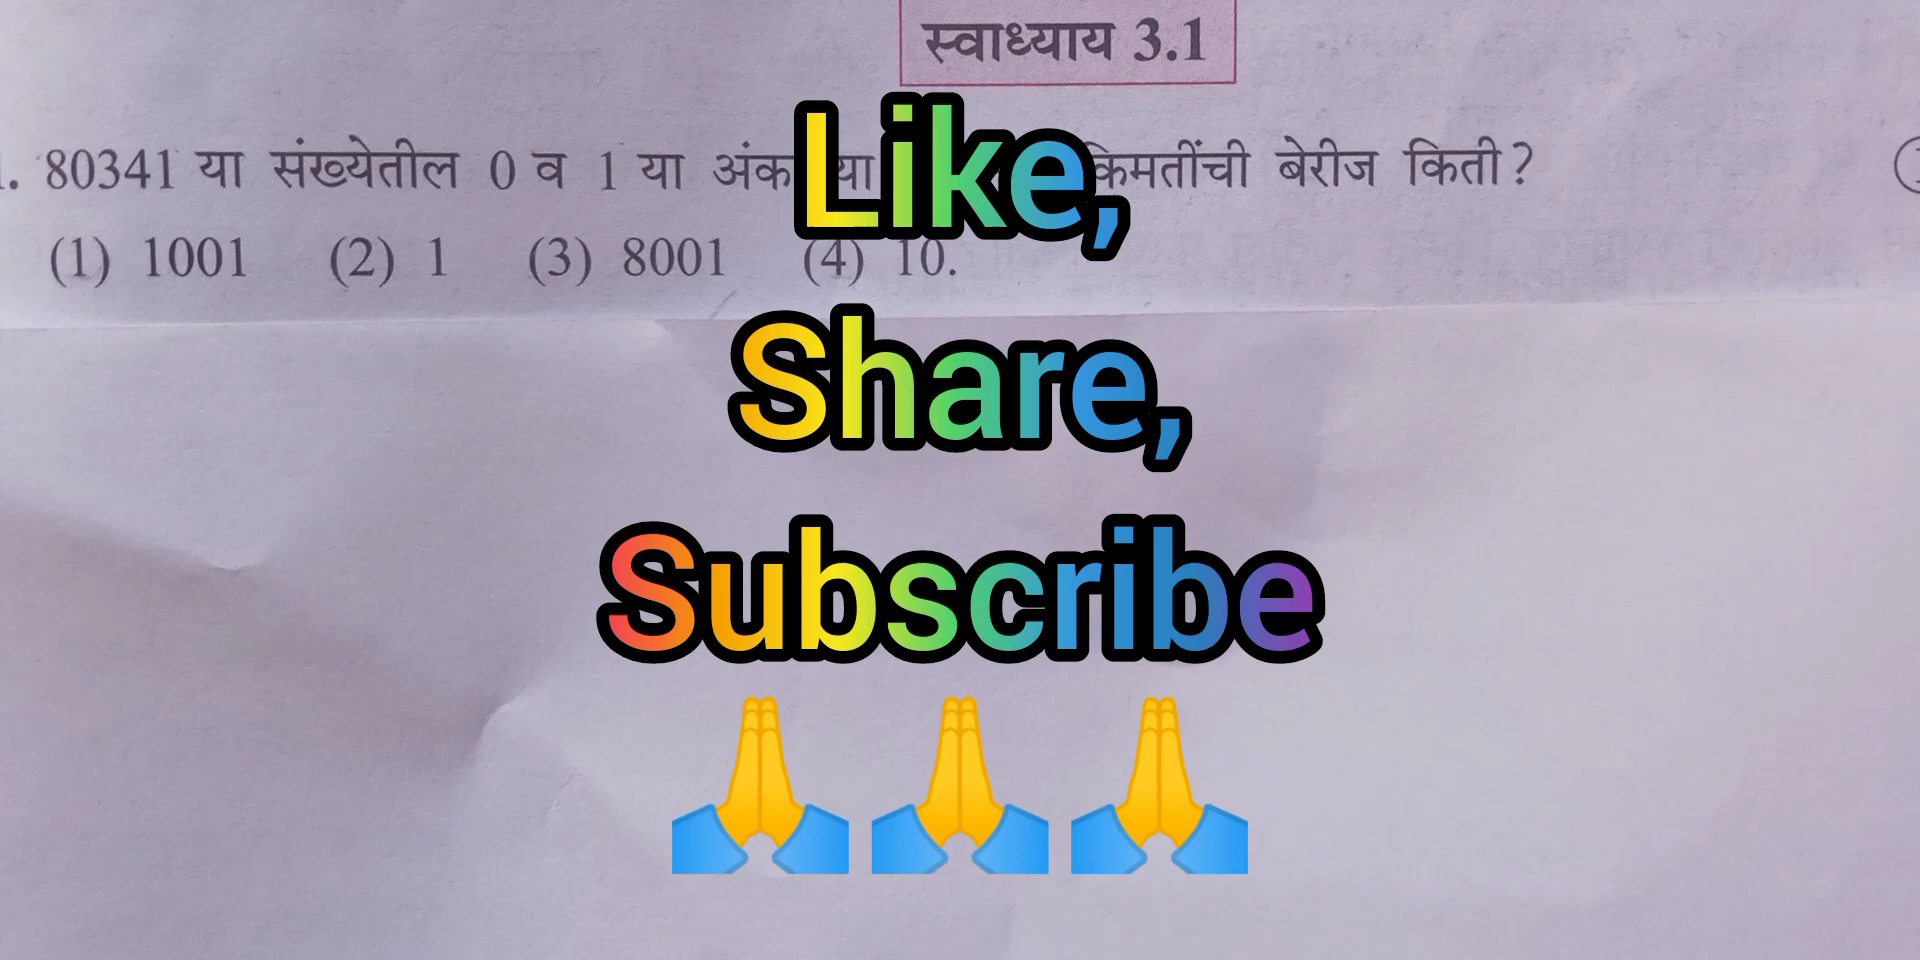 स्वाध्याय 3.1
. 80341 या संख्येतील 0 व 1 या अंकांच्या किमतींची बेरीज किती?
(1) 1001 (2) 1 (3) 8001 (4) 10.
Like,
Share,
Subscribe